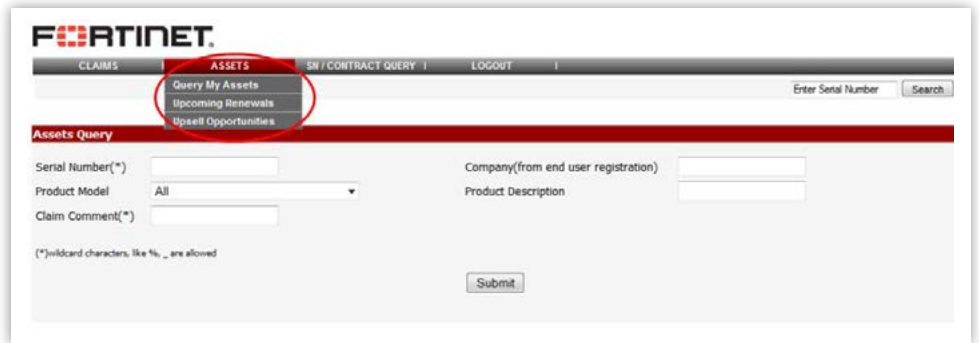 FORTINET.
CLAIMS | ASSETS SN / CONTRACT QUERY | LOGOUT |
Query My Assets
Upcoming Renewals
Upsell Opportunities
Enter Serial Number Search
Assets Query
Serial Number(*) Company(from end user registration)
Product Model All Product Description
Claim Comment(*)
(*)wildcard characters, like %, _ are allowed
Submit